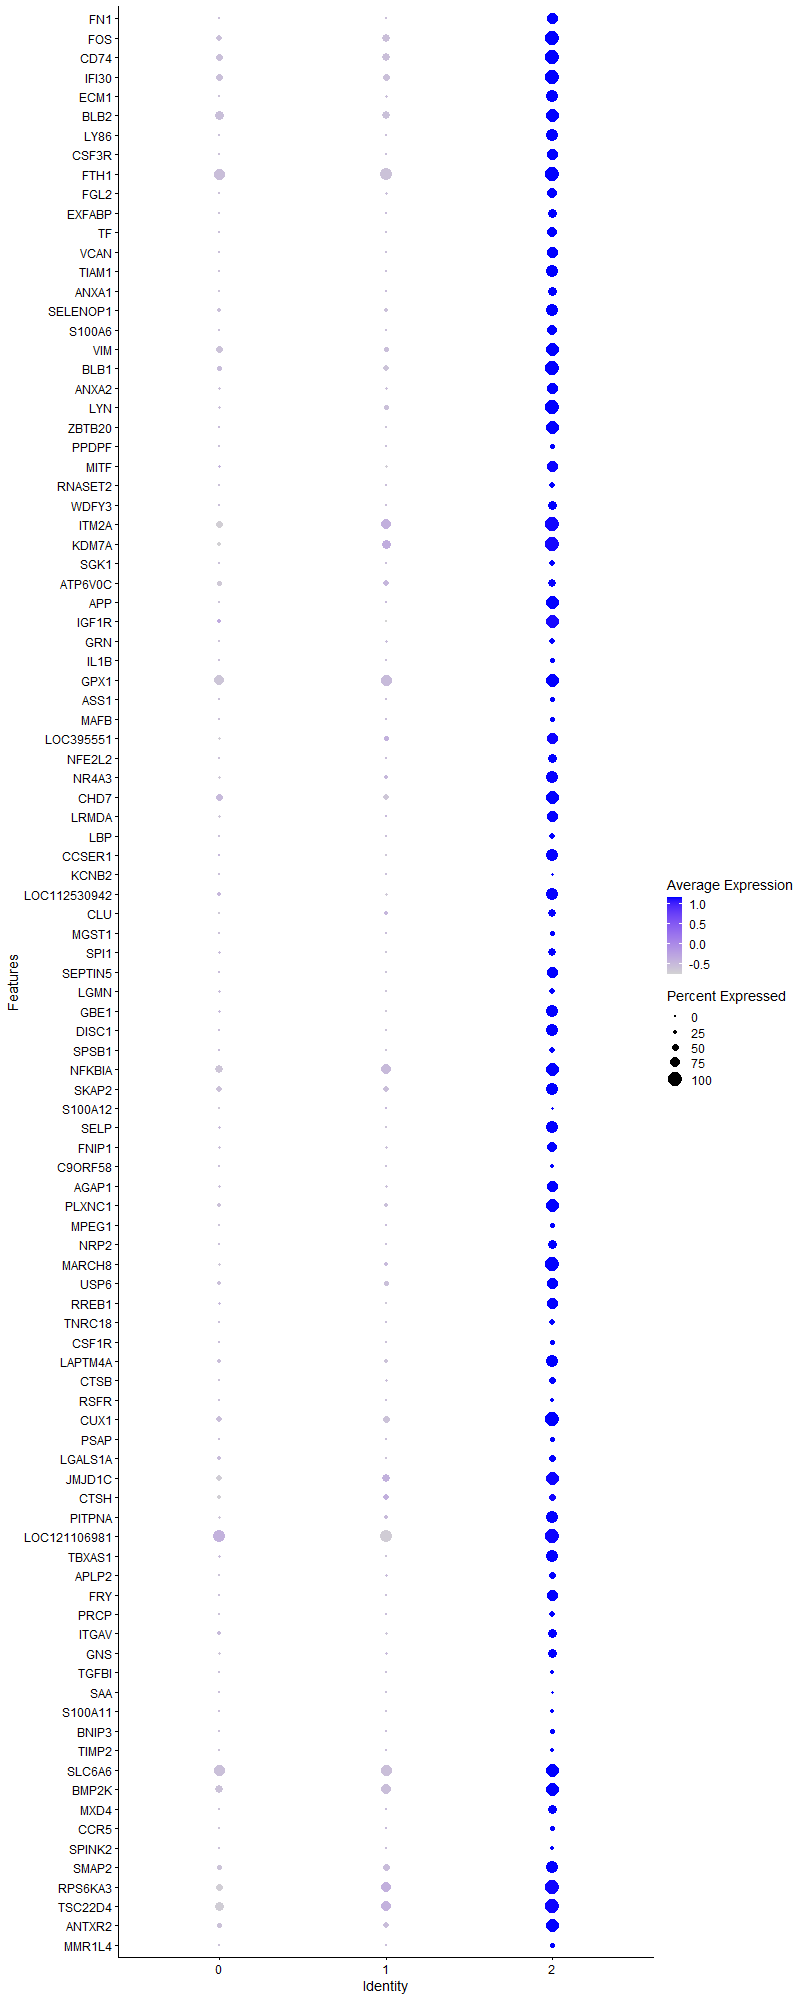 FN1
FOS
CD74
IFI30
ECM1
BLB2
LY86
CSF3R
FTH1
FGL2
EXFABP
TF
VCAN
TIAM1
ANXA1
SELENOP1
S100A6
VIM
BLB1
ANXA2
LYN
ZBTB20
PPDPF
MITF
RNASET2
WDFY3
ITM2A
KDM7A
SGK1
ATP6V0C
APP
IGF1R
GRN
IL1B
GPX1
ASS1
MAFB
LOC395551
NFE2L2
NR4A3
CHD7
LRMDA
LBP
CCSER1
KCNB2
LOC112530942
CLU
MGST1
SPI1
SEPTIN5
LGMN
GBE1
DISC1
SPSB1
NFKBIA
SKAP2
S100A12
SELP
FNIP1
C9ORF58
AGAP1
PLXNC1
MPEG1
NRP2
MARCH8
USP6
RREB1
TNRC18
CSF1R
LAPTM4A
CTSB
RSFR
CUX1
PSAP
LGALS1A
JMJD1C
CTSH
PITPNA
LOC121106981
TBXAS1
APLP2
FRY
PRCP
ITGAV
GNS
TGFBI
SAA
S100A11
BNIP3
TIMP2
SLC6A6
BMP2K
MXD4
CCR5
SPINK2
SMAP2
RPS6KA3
TSC22D4
ANTXR2
MMR1L4
Features
0 1 2
Identity
Average Expression
1.0
0.5
0.0
-0.5
Percent Expressed
0
25
50
75
100